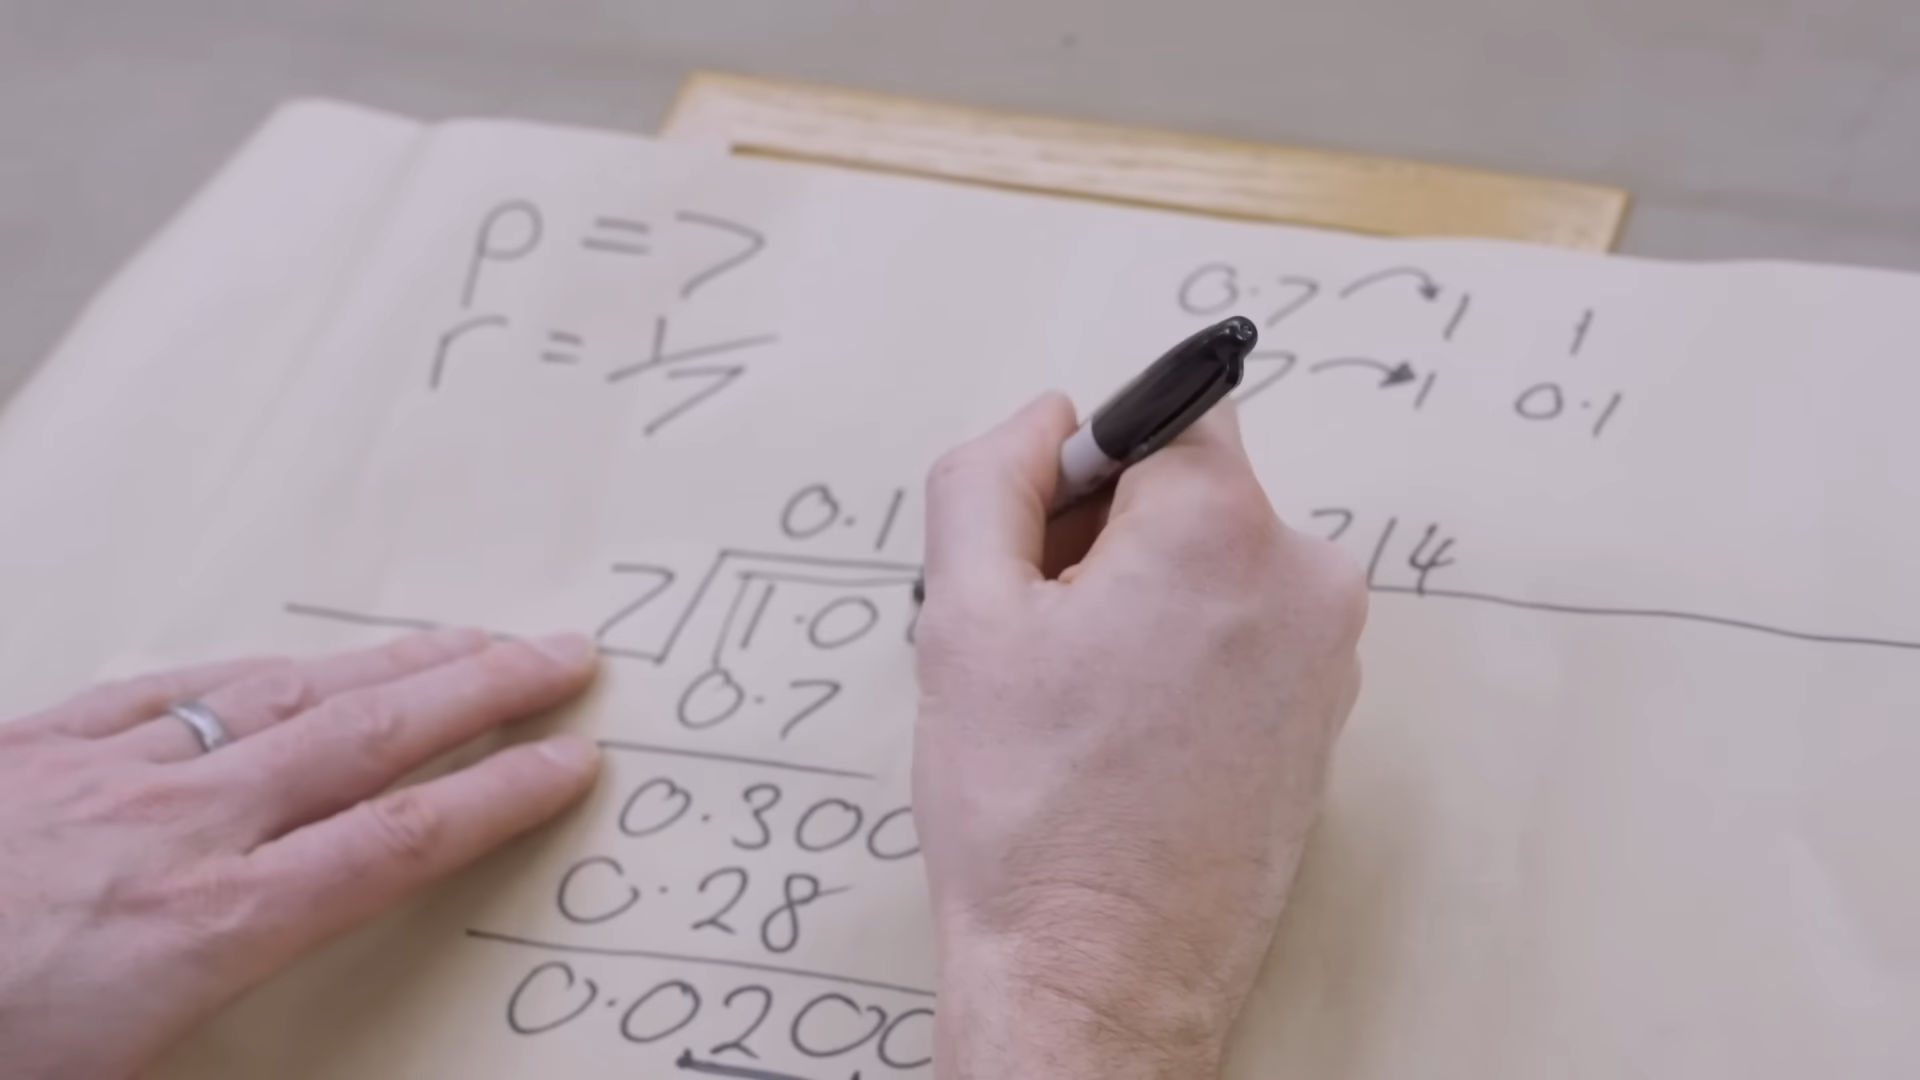 p = 7
r = 1/7
0.7 → 1 1
7 → 1 0.1
0.1
714
7 1.0
0.7
0.300
0.28
0.0200